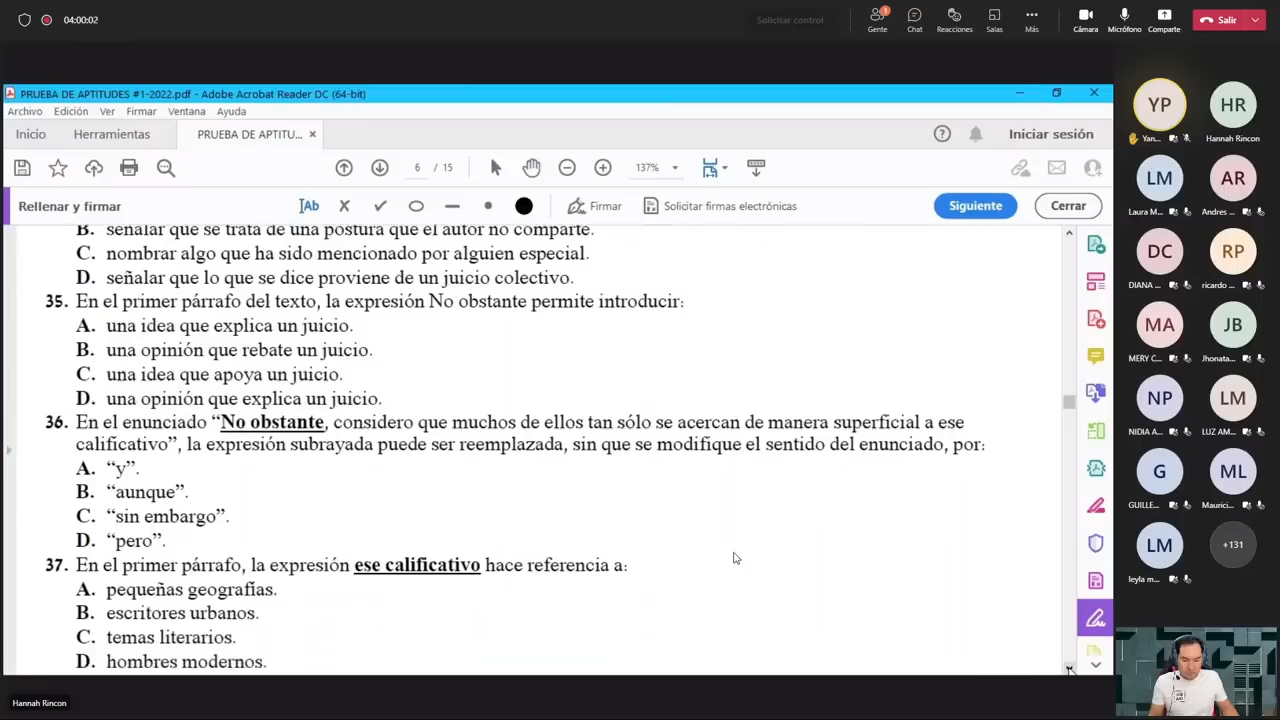 04:00:02
Solicitar control
1
Gente
Chat
Reacciones
Salas
Más
Cámara
Micrófono
Comparte
Salir
PRUEBA DE APTITUDES #1-2022.pdf - Adobe Acrobat Reader DC (64-bit)
Archivo Edición Ver Firmar Ventana Ayuda
Inicio Herramientas PRUEBA DE APTITU... Iniciar sesión
6 / 15 137%
Rellenar y firmar Ab Firmar Solicitar firmas electrónicas Siguiente Cerrar
B. señalar que se trata de una postura que el autor no comparte.
C. nombrar algo que ha sido mencionado por alguien especial.
D. señalar que lo que se dice proviene de un juicio colectivo.
35. En el primer párrafo del texto, la expresión No obstante permite introducir:
A. una idea que explica un juicio.
B. una opinión que rebate un juicio.
C. una idea que apoya un juicio.
D. una opinión que explica un juicio.
36. En el enunciado “No obstante, considero que muchos de ellos tan sólo se acercan de manera superficial a ese
calificativo”, la expresión subrayada puede ser reemplazada, sin que se modifique el sentido del enunciado, por:
A. “y”.
B. “aunque”.
C. “sin embargo”.
D. “pero”.
37. En el primer párrafo, la expresión ese calificativo hace referencia a:
A. pequeñas geografías.
B. escritores urbanos.
C. temas literarios.
D. hombres modernos.
YP HR
Yan... Hannah Rincon
LM AR
Laura M... Andres ...
DC RP
DIANA ... ricardo ...
MA JB
MERY C... Jhonata...
NP LM
NIDIA A... LUZ AM...
G ML
GUILLE... Maurici...
LM +131
leyla m...
Hannah Rincon